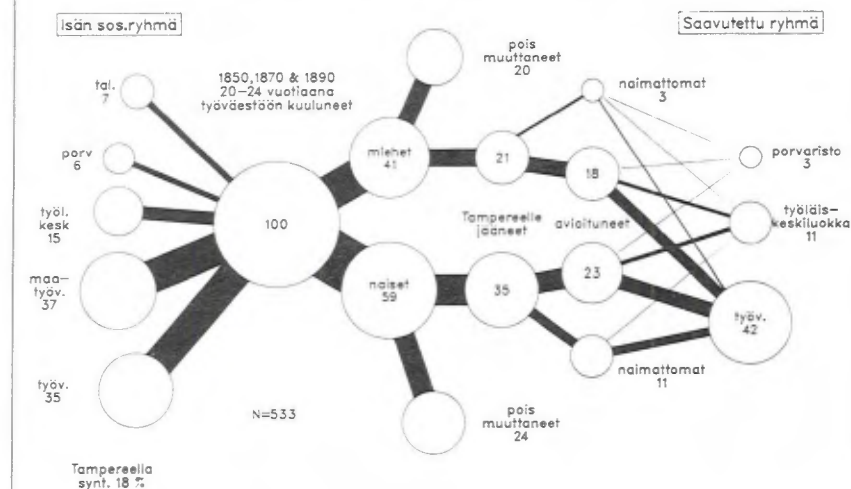 Isän sos.ryhmä
Saavutettu ryhmä
1850,1870 & 1890
20-24 vuotiaana
työväestöön kuuluneet
pois
muuttaneet
20
tal.
7
porv
6
työl.
kesk
15
maa-
työv.
37
työv.
35
100
miehet
41
naiset
59
21
35
Tampereelle
jääneet
avioituneet
18
23
naimattomat
3
naimattomat
11
porvaristo
3
työläis-
keskiluokka
11
työv.
42
pois
muuttaneet
24
N=533
Tampereella
synt. 18 %